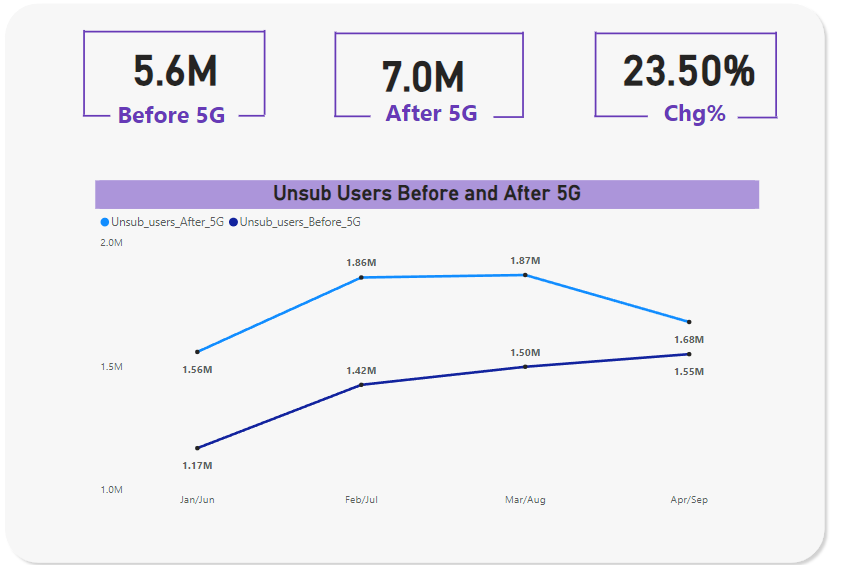 5.6M
Before 5G
7.0M
After 5G
23.50%
Chg%
Unsub Users Before and After 5G
Unsub_users_After_5G Unsub_users_Before_5G
2.0M
1.86M
1.87M
1.56M
1.68M
1.5M
1.42M
1.50M
1.55M
1.17M
1.0M
Jan/Jun Feb/Jul Mar/Aug Apr/Sep